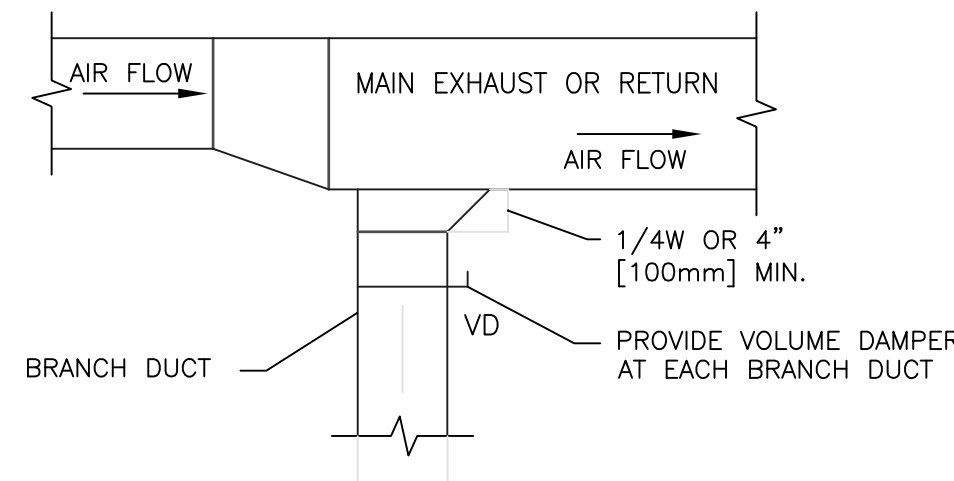 AIR FLOW
MAIN EXHAUST OR RETURN
AIR FLOW
1/4W OR 4”
[100mm] MIN.
VD
PROVIDE VOLUME DAMPER
AT EACH BRANCH DUCT
BRANCH DUCT